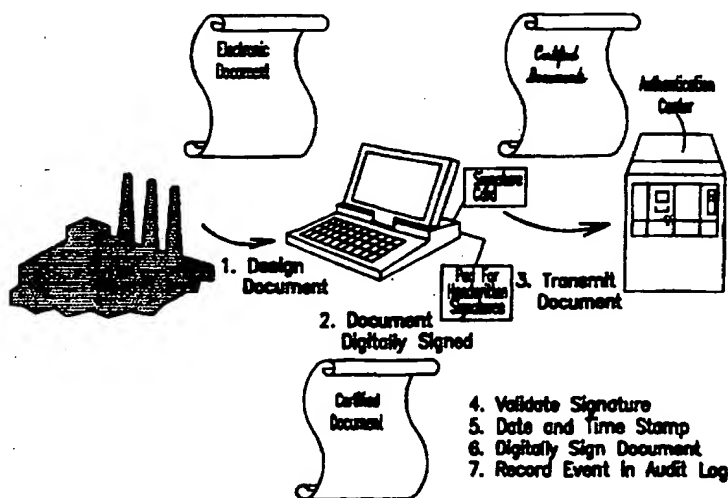 Electronic
Document
Certified
Documents
Authentication
Center
Signature
Card
1. Design
Document
Pad For
Handwritten
Signatures
3. Transmit
Document
2. Document
Digitally Signed
Certified
Document
4. Validate Signature
5. Date and Time Stamp
6. Digitally Sign Document
7. Record Event in Audit Log